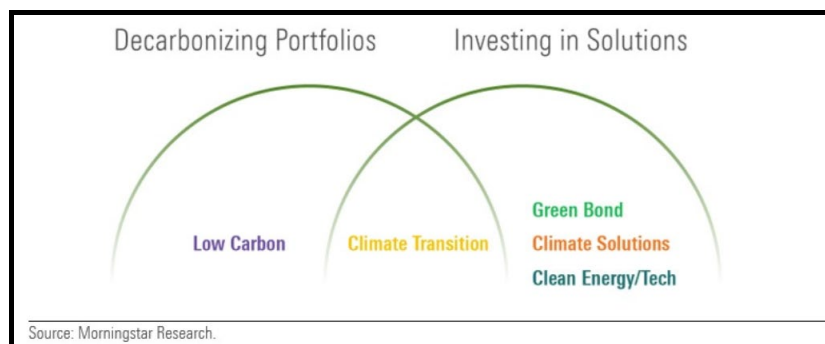 Decarbonizing Portfolios
Investing in Solutions
Low Carbon
Climate Transition
Green Bond
Climate Solutions
Clean Energy/Tech
Source: Morningstar Research.